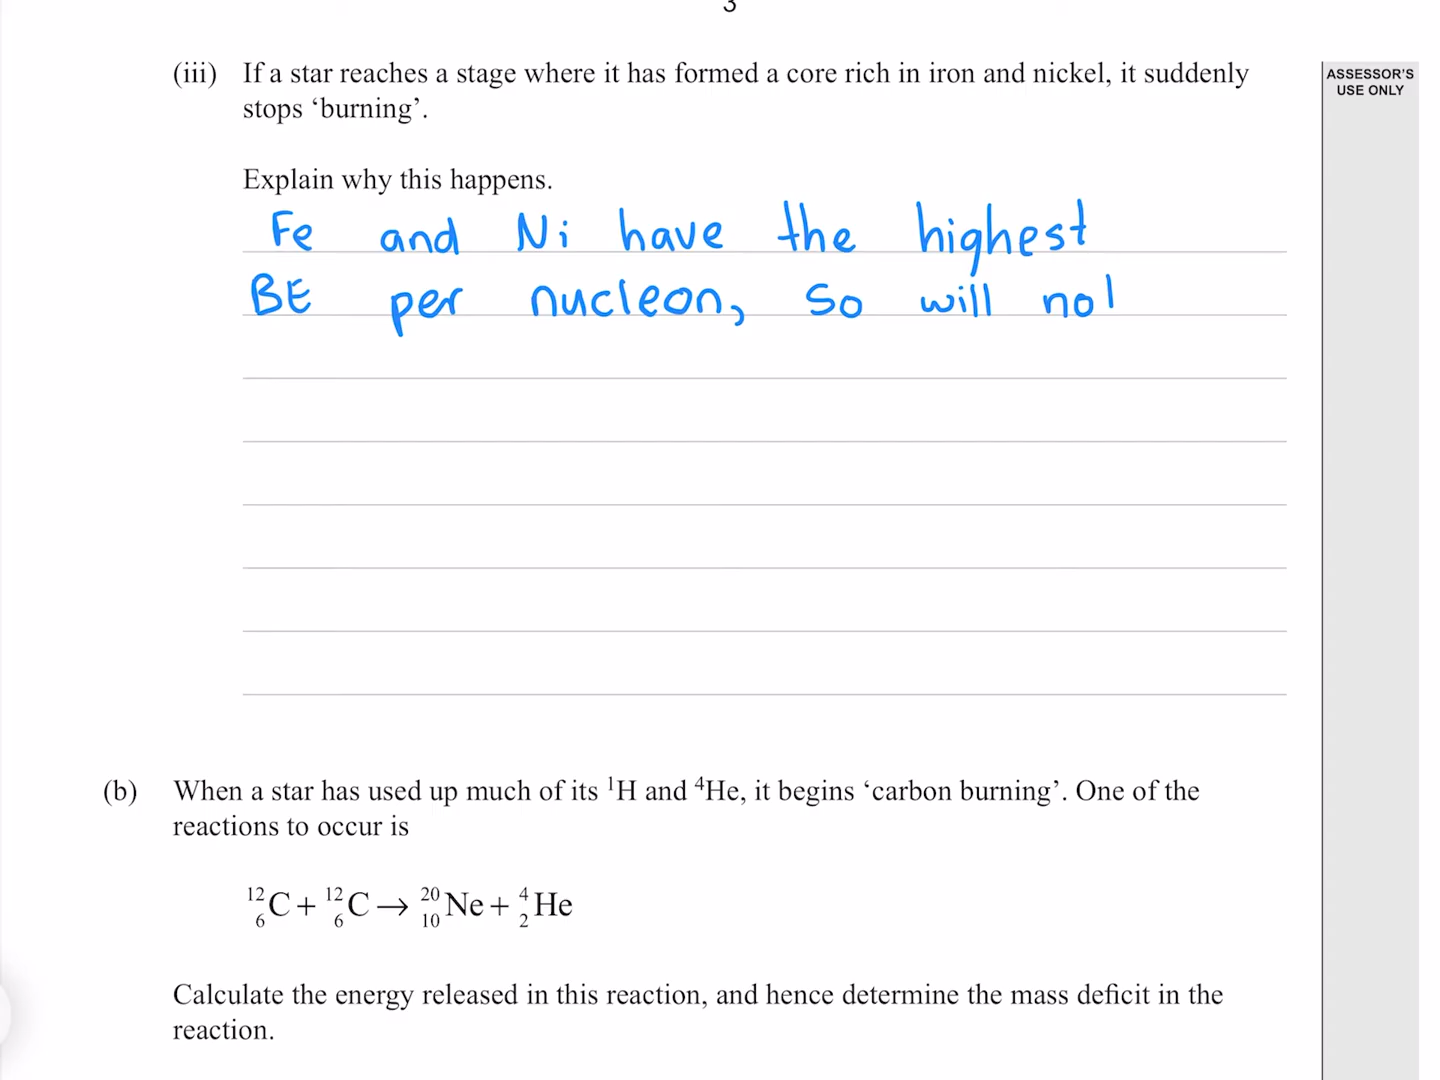 3
(iii) If a star reaches a stage where it has formed a core rich in iron and nickel, it suddenly
stops ‘burning’.
ASSESSOR’S
USE ONLY
Explain why this happens.
Fe and Ni have the highest
BE per nucleon, so will nol
(b) When a star has used up much of its ¹H and ⁴He, it begins ‘carbon burning’. One of the
reactions to occur is
¹²₆C + ¹²₆C → ²⁰₁₀Ne + ⁴₂He
Calculate the energy released in this reaction, and hence determine the mass deficit in the
reaction.